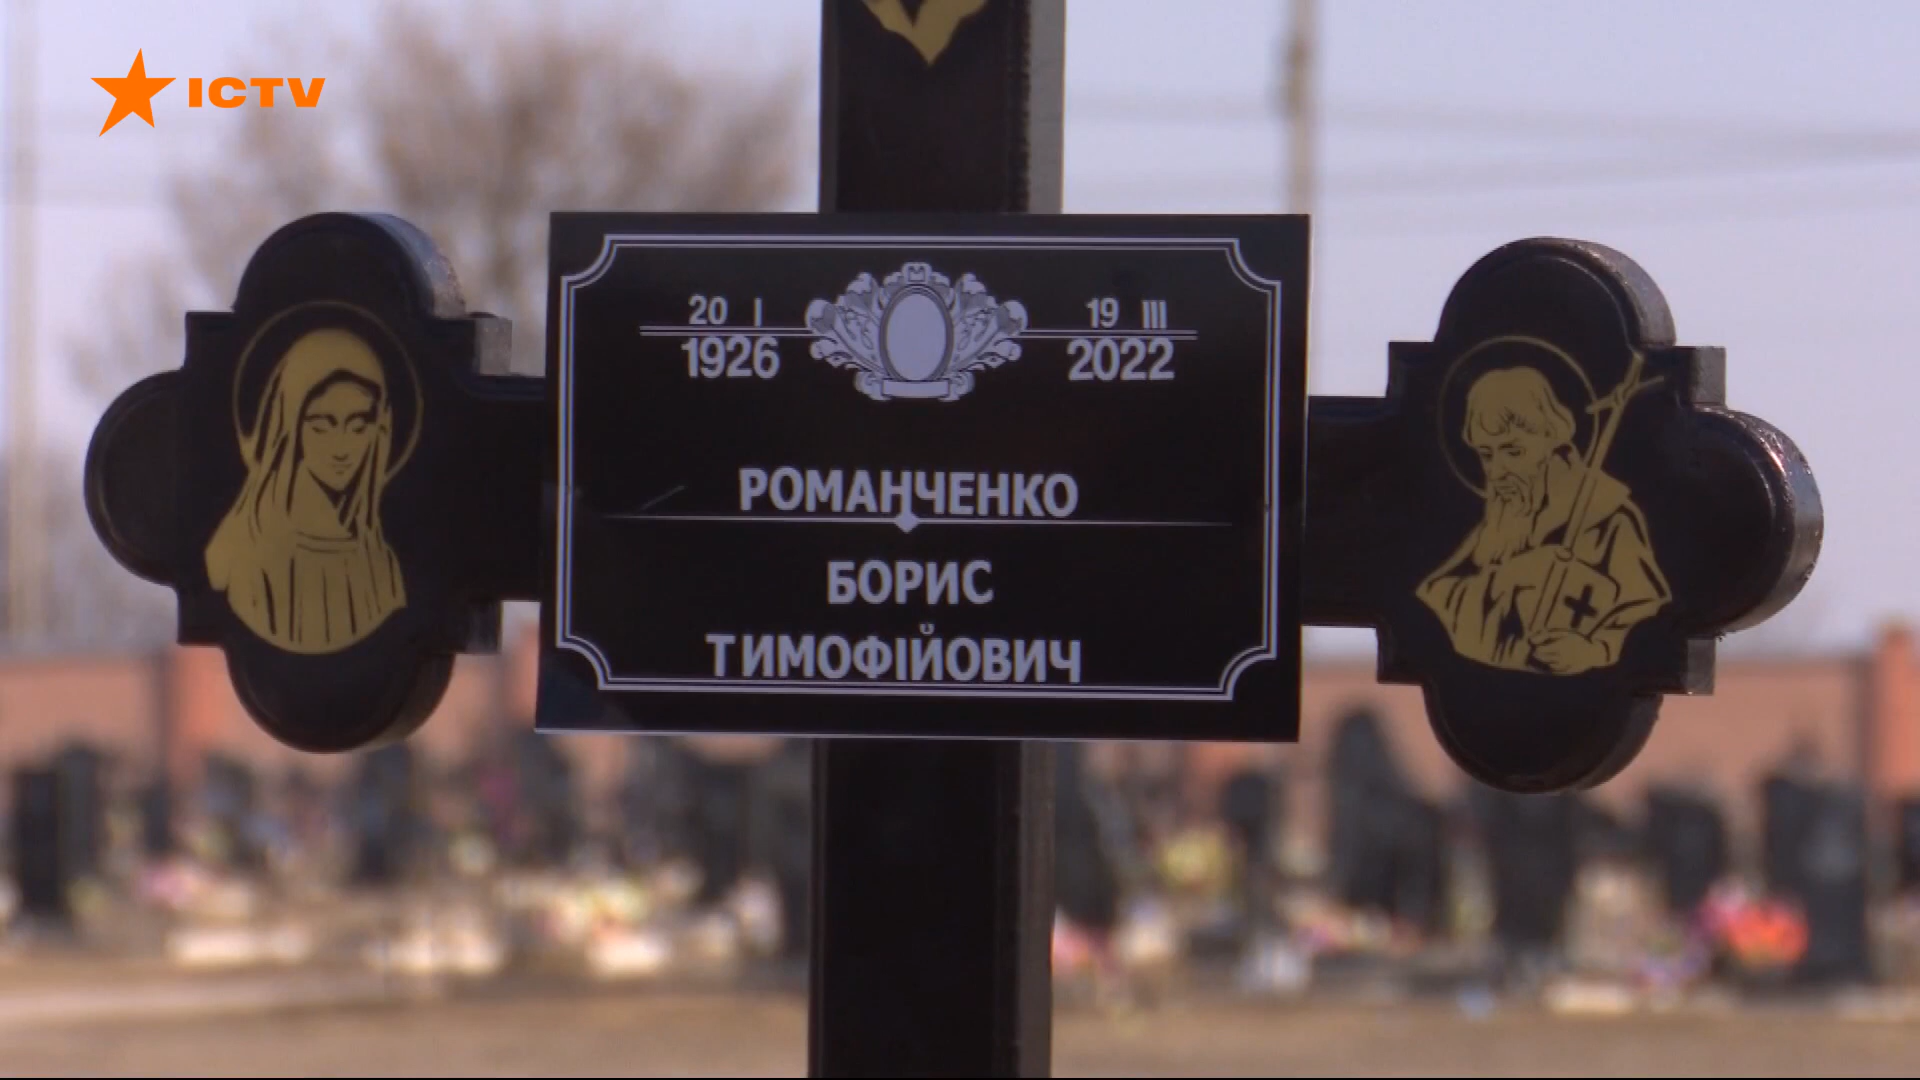 ICTV
20 I
19 III
1926
2022
РОМАНЧЕНКО
БОРИС
ТИМОФІЙОВИЧ